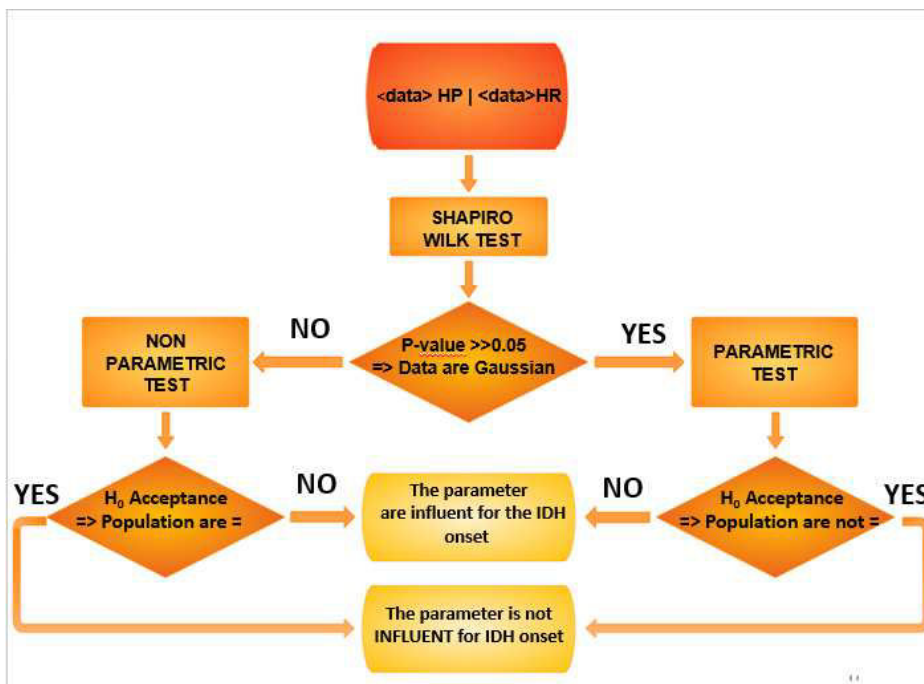 <data> HP | <data>HR
SHAPIRO
WILK TEST
NO
YES
P-value >>0.05
=> Data are Gaussian
NON
PARAMETRIC
TEST
PARAMETRIC
TEST
YES
H₀ Acceptance
=> Population are =
NO
The parameter
are influent for the IDH
onset
NO
H₀ Acceptance
=> Population are not =
YES
The parameter is not
INFLUENT for IDH onset